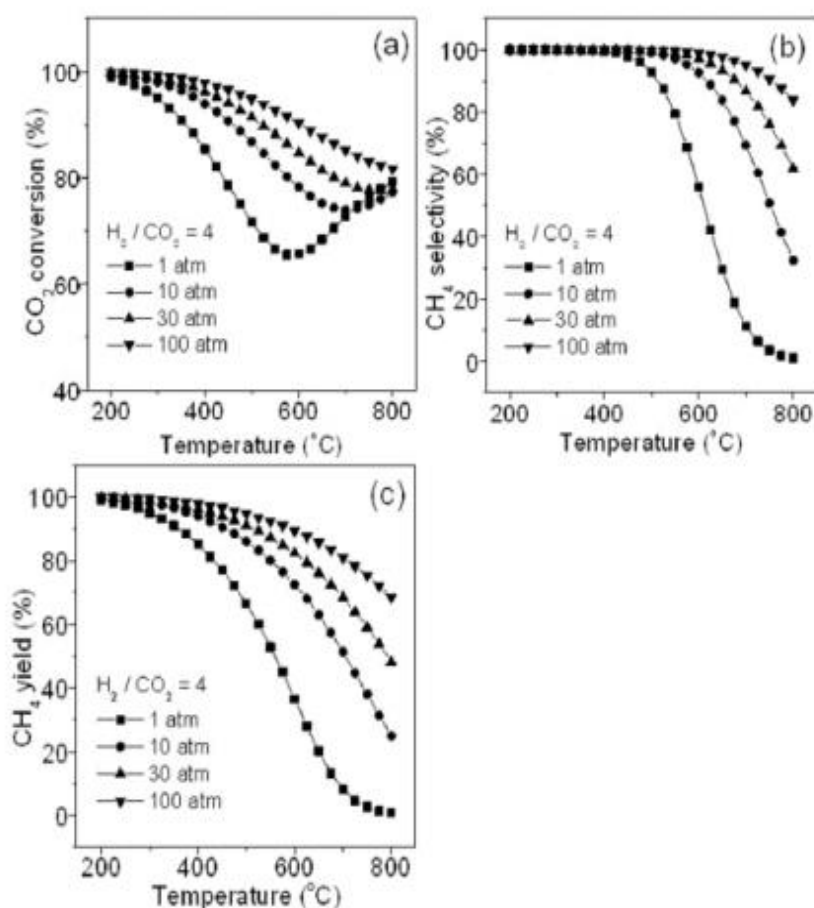 (a)
100
80
60
40
CO₂ conversion (%)
H₂ / CO₂ = 4
1 atm
10 atm
30 atm
100 atm
200 400 600 800
Temperature (°C)
(b)
100
80
60
40
20
0
CH₄ selectivity (%)
H₂ / CO₂ = 4
1 atm
10 atm
30 atm
100 atm
200 400 600 800
Temperature (°C)
(c)
100
80
60
40
20
0
CH₄ yield (%)
H₂ / CO₂ = 4
1 atm
10 atm
30 atm
100 atm
200 400 600 800
Temperature (°C)